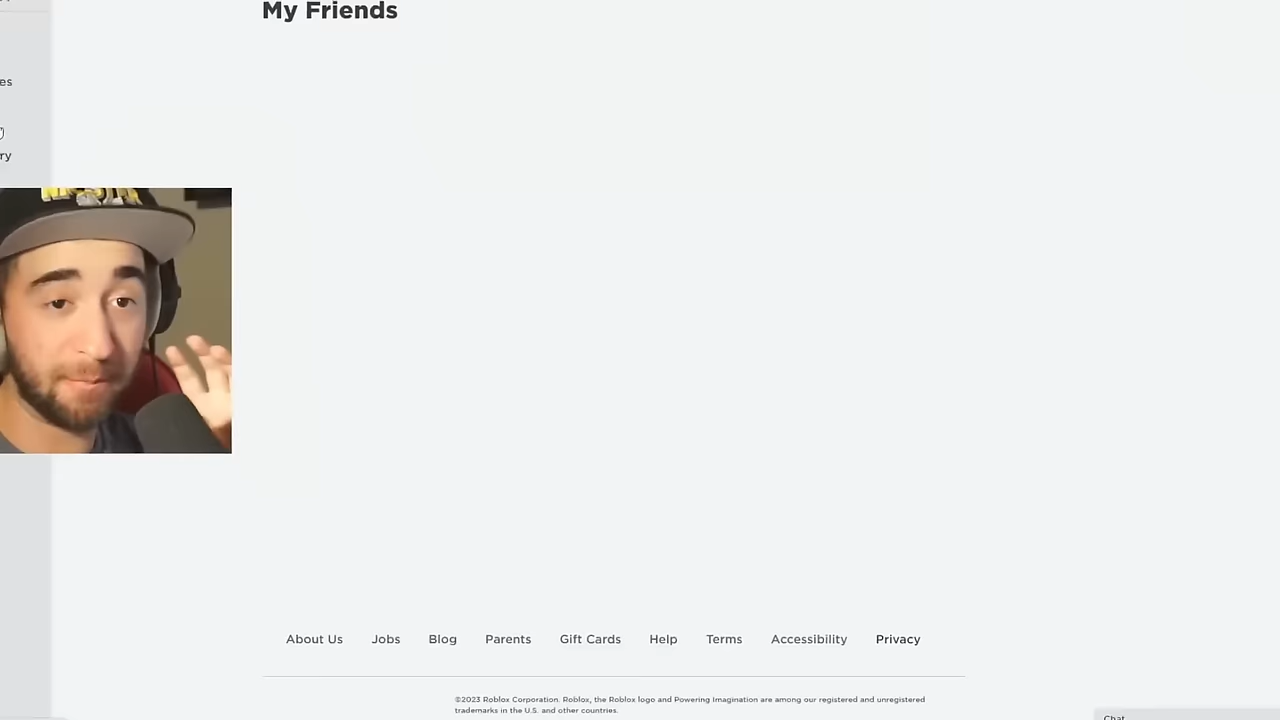 My Friends
es
ry
About Us Jobs Blog Parents Gift Cards Help Terms Accessibility Privacy
©2023 Roblox Corporation. Roblox, the Roblox logo and Powering Imagination are among our registered and unregistered
trademarks in the U.S. and other countries.
Chat